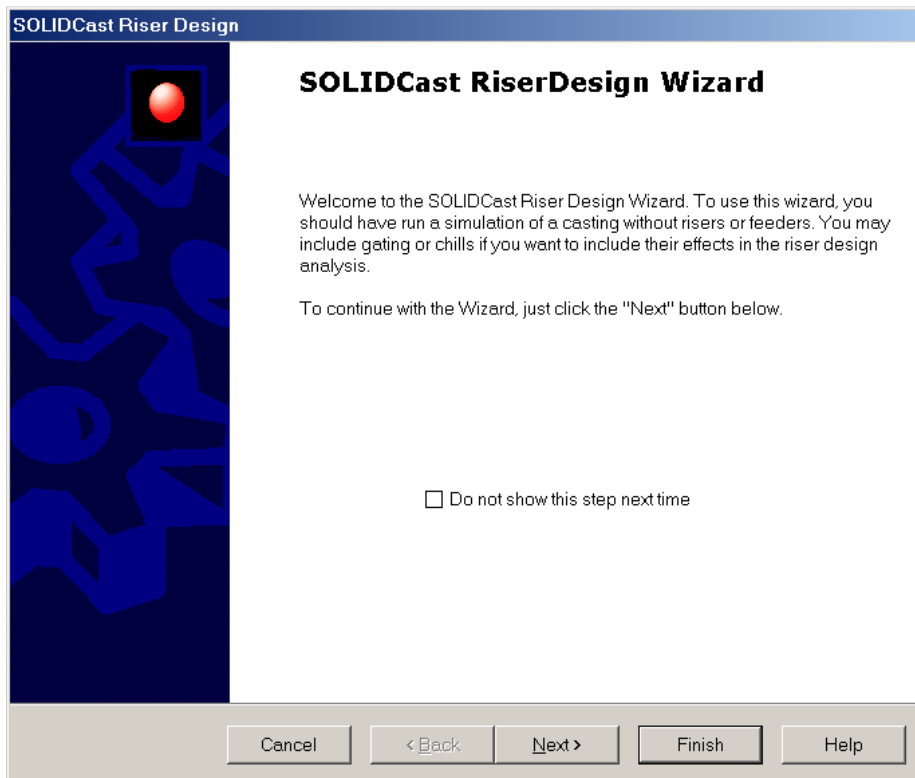 SOLIDCast Riser Design
SOLIDCast RiserDesign Wizard
Welcome to the SOLIDCast Riser Design Wizard. To use this wizard, you
should have run a simulation of a casting without risers or feeders. You may
include gating or chills if you want to include their effects in the riser design
analysis.
To continue with the Wizard, just click the "Next" button below.
Do not show this step next time
Cancel
< Back
Next >
Finish
Help